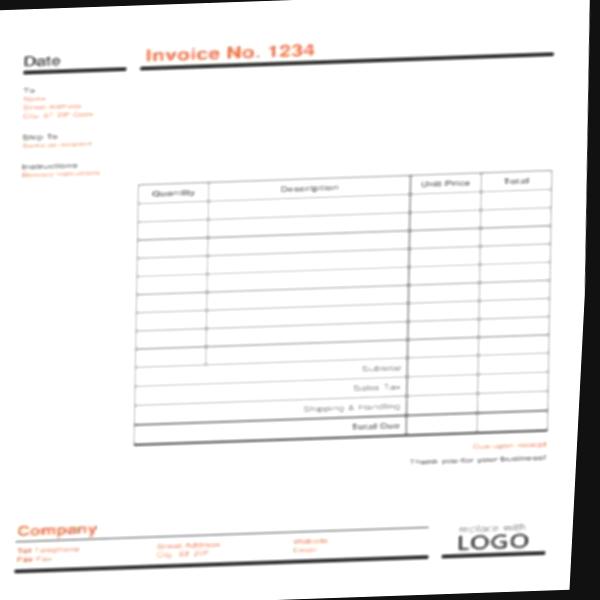 Date
Invoice No. 1234
To
Name
Street Address
City, ST ZIP Code
Ship To
Same as recipient
Instructions
Quantity Description Unit Price Total
Subtotal
Sales Tax
Shipping & Handling
Total Due
Due upon receipt
Thank you for your business!
Company
Tel Telephone
Fax Fax
Street Address
City, ST ZIP
Website
Email
replace with
LOGO